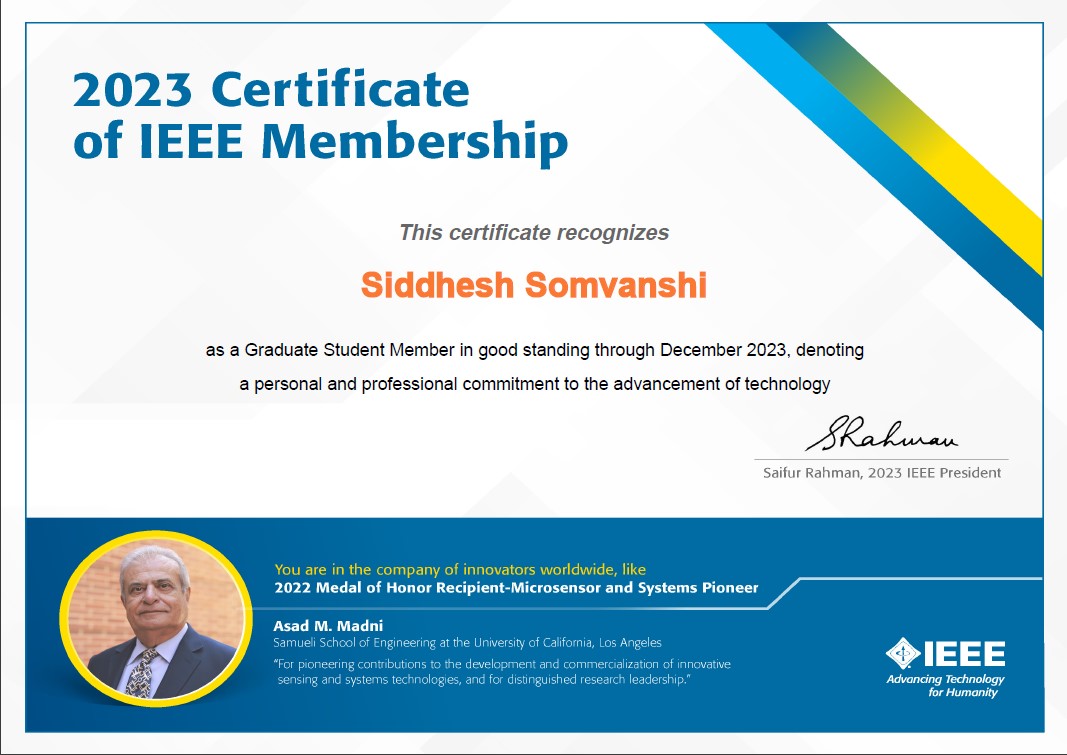 2023 Certificate
of IEEE Membership
This certificate recognizes
Siddhesh Somvanshi
as a Graduate Student Member in good standing through December 2023, denoting
a personal and professional commitment to the advancement of technology
SRahman
Saifur Rahman, 2023 IEEE President
You are in the company of innovators worldwide, like
2022 Medal of Honor Recipient-Microsensor and Systems Pioneer
Asad M. Madni
Samueli School of Engineering at the University of California, Los Angeles
“For pioneering contributions to the development and commercialization of innovative
sensing and systems technologies, and for distinguished research leadership.”
IEEE
Advancing Technology
for Humanity